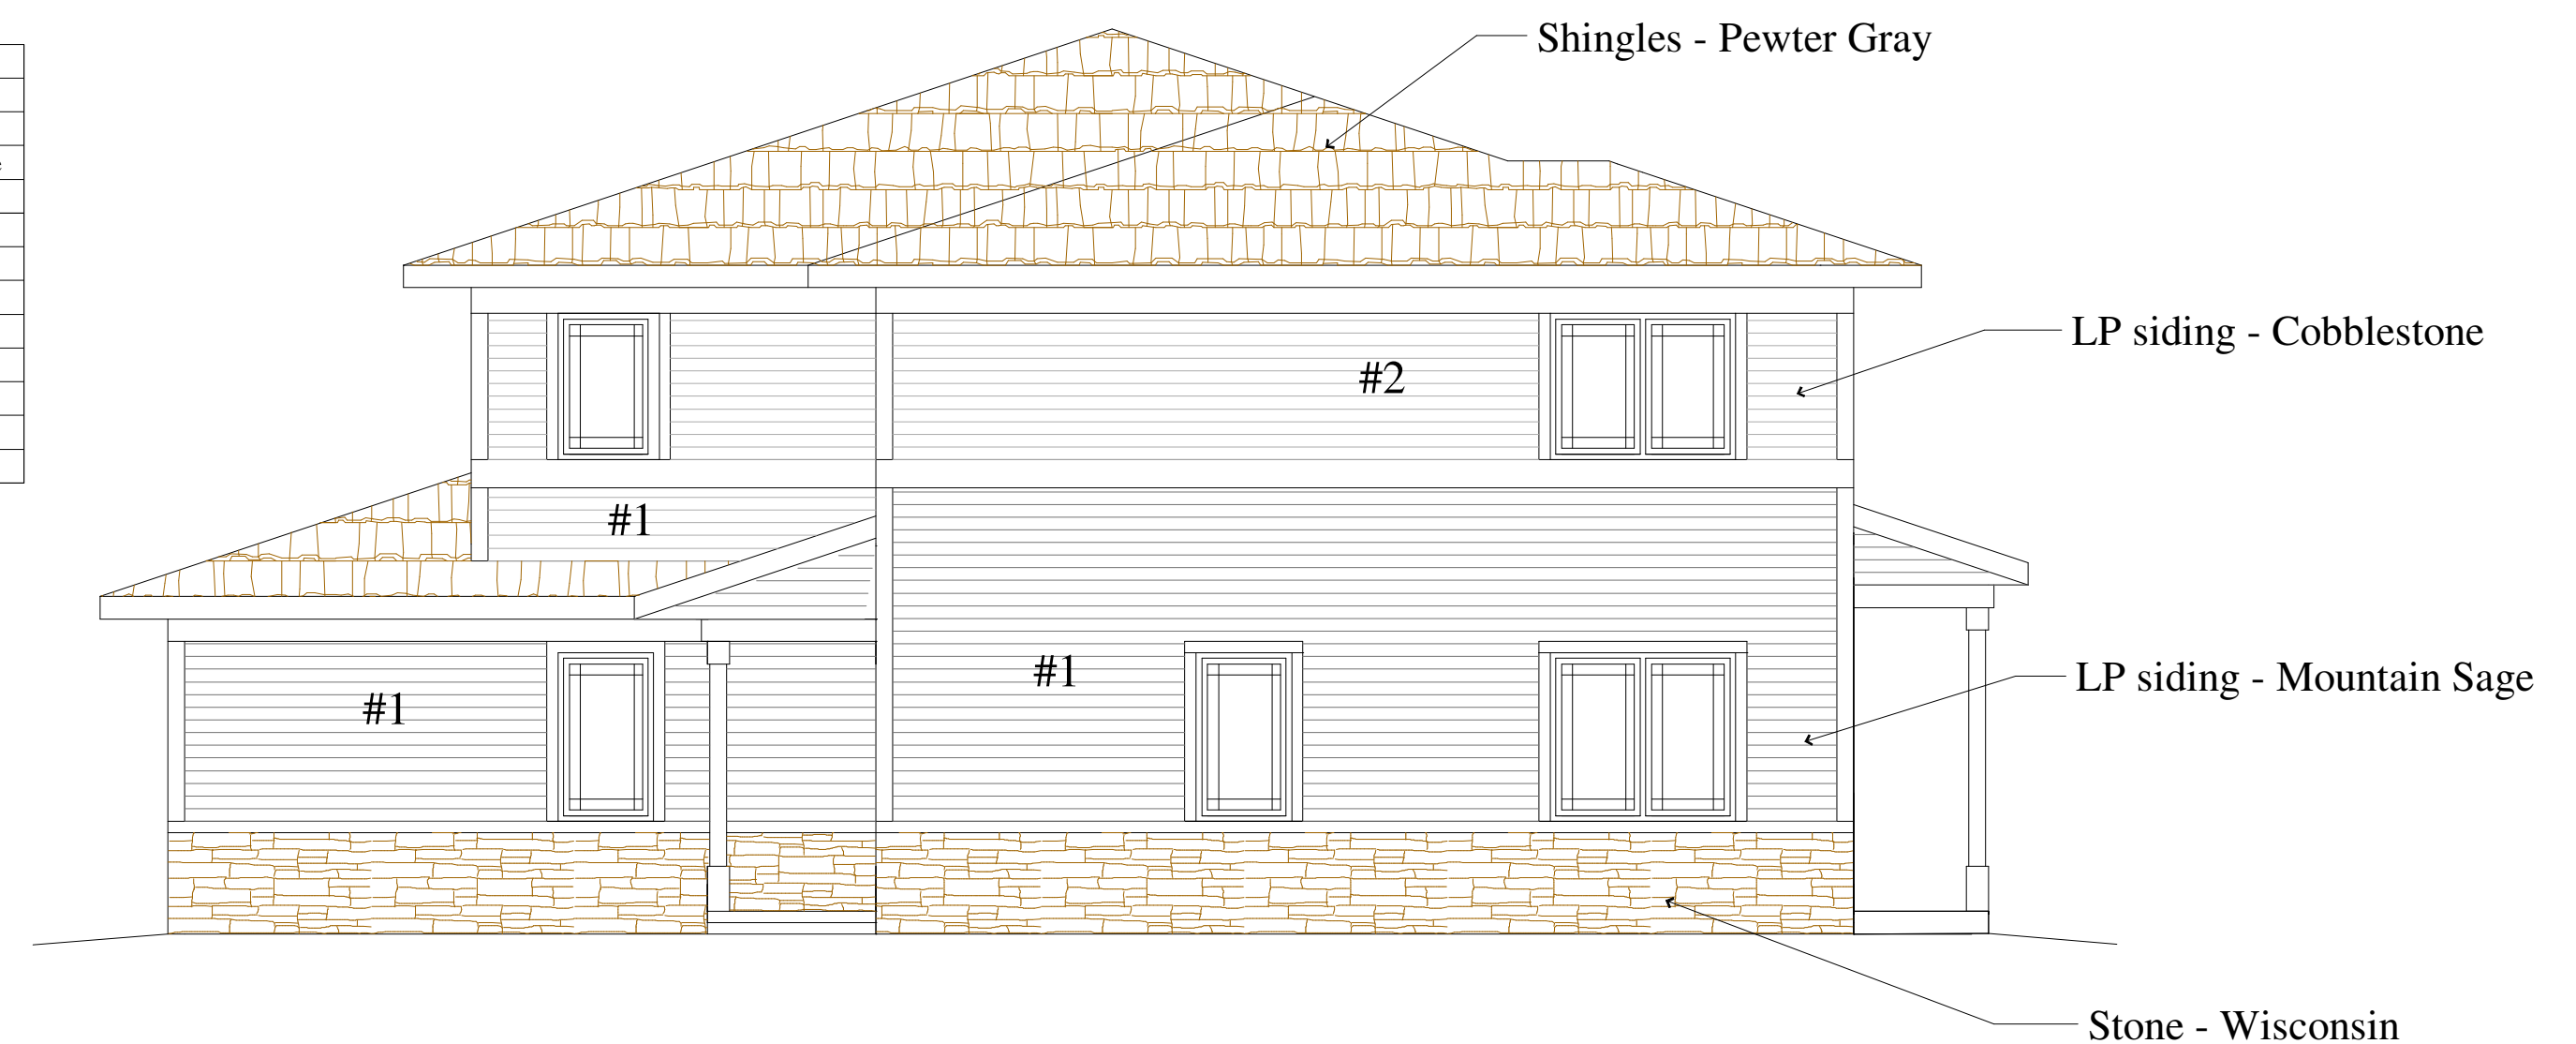 Shingles - Pewter Gray
LP siding - Cobblestone
#2
#1
#1
#1
LP siding - Mountain Sage
Stone - Wisconsin